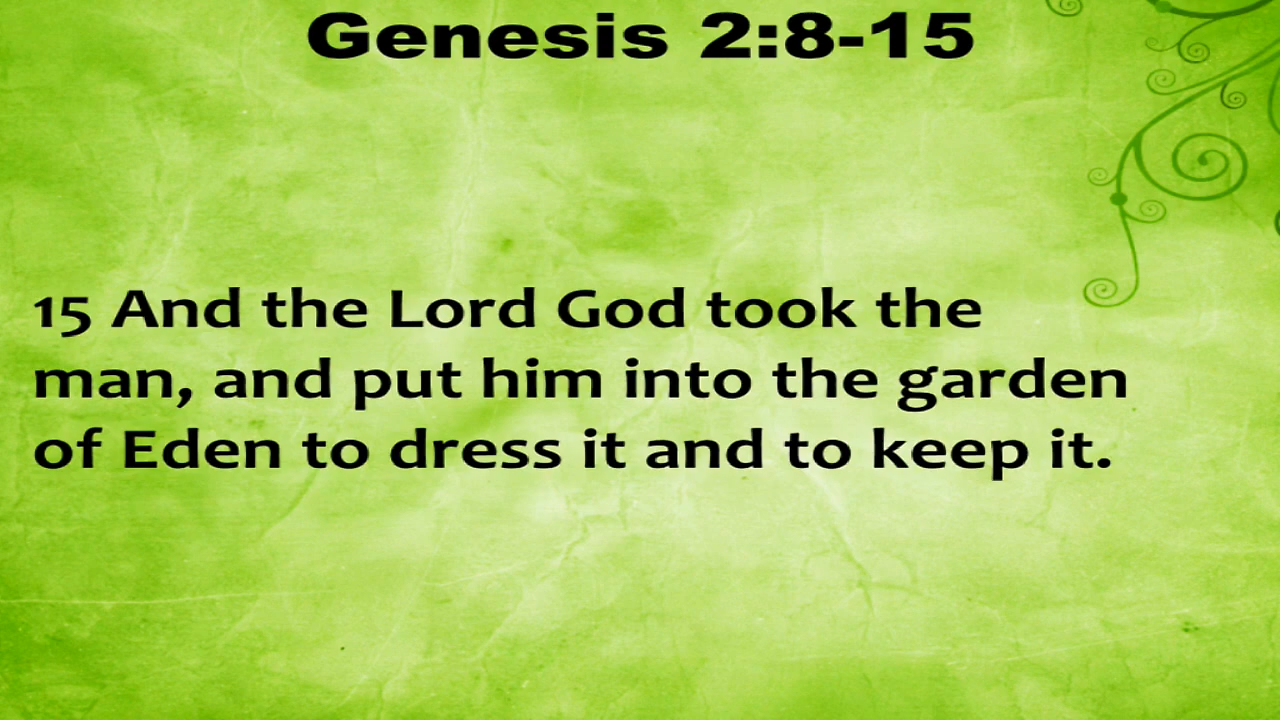 Genesis 2:8-15
15 And the Lord God took the
man, and put him into the garden
of Eden to dress it and to keep it.